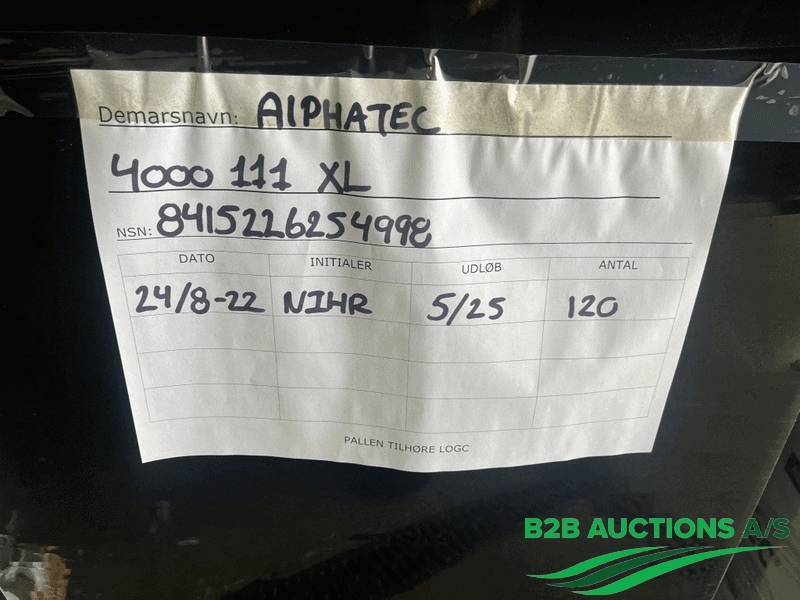 Demarsnavn: AlPHATEC
4000 111 XL
NSN: 8415226254998
DATO INITIALER UDLØB ANTAL
24/8-22 NIHR 5/25 120
PALLEN TILHØRE LOGC
B2B AUCTIONS A/S